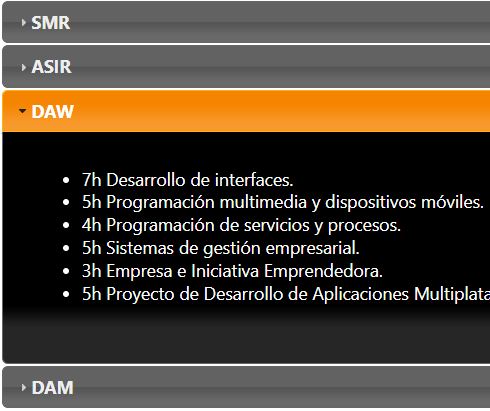 SMR
ASIR
DAW
7h Desarrollo de interfaces.
5h Programación multimedia y dispositivos móviles.
4h Programación de servicios y procesos.
5h Sistemas de gestión empresarial.
3h Empresa e Iniciativa Emprendedora.
5h Proyecto de Desarrollo de Aplicaciones Multiplata
DAM